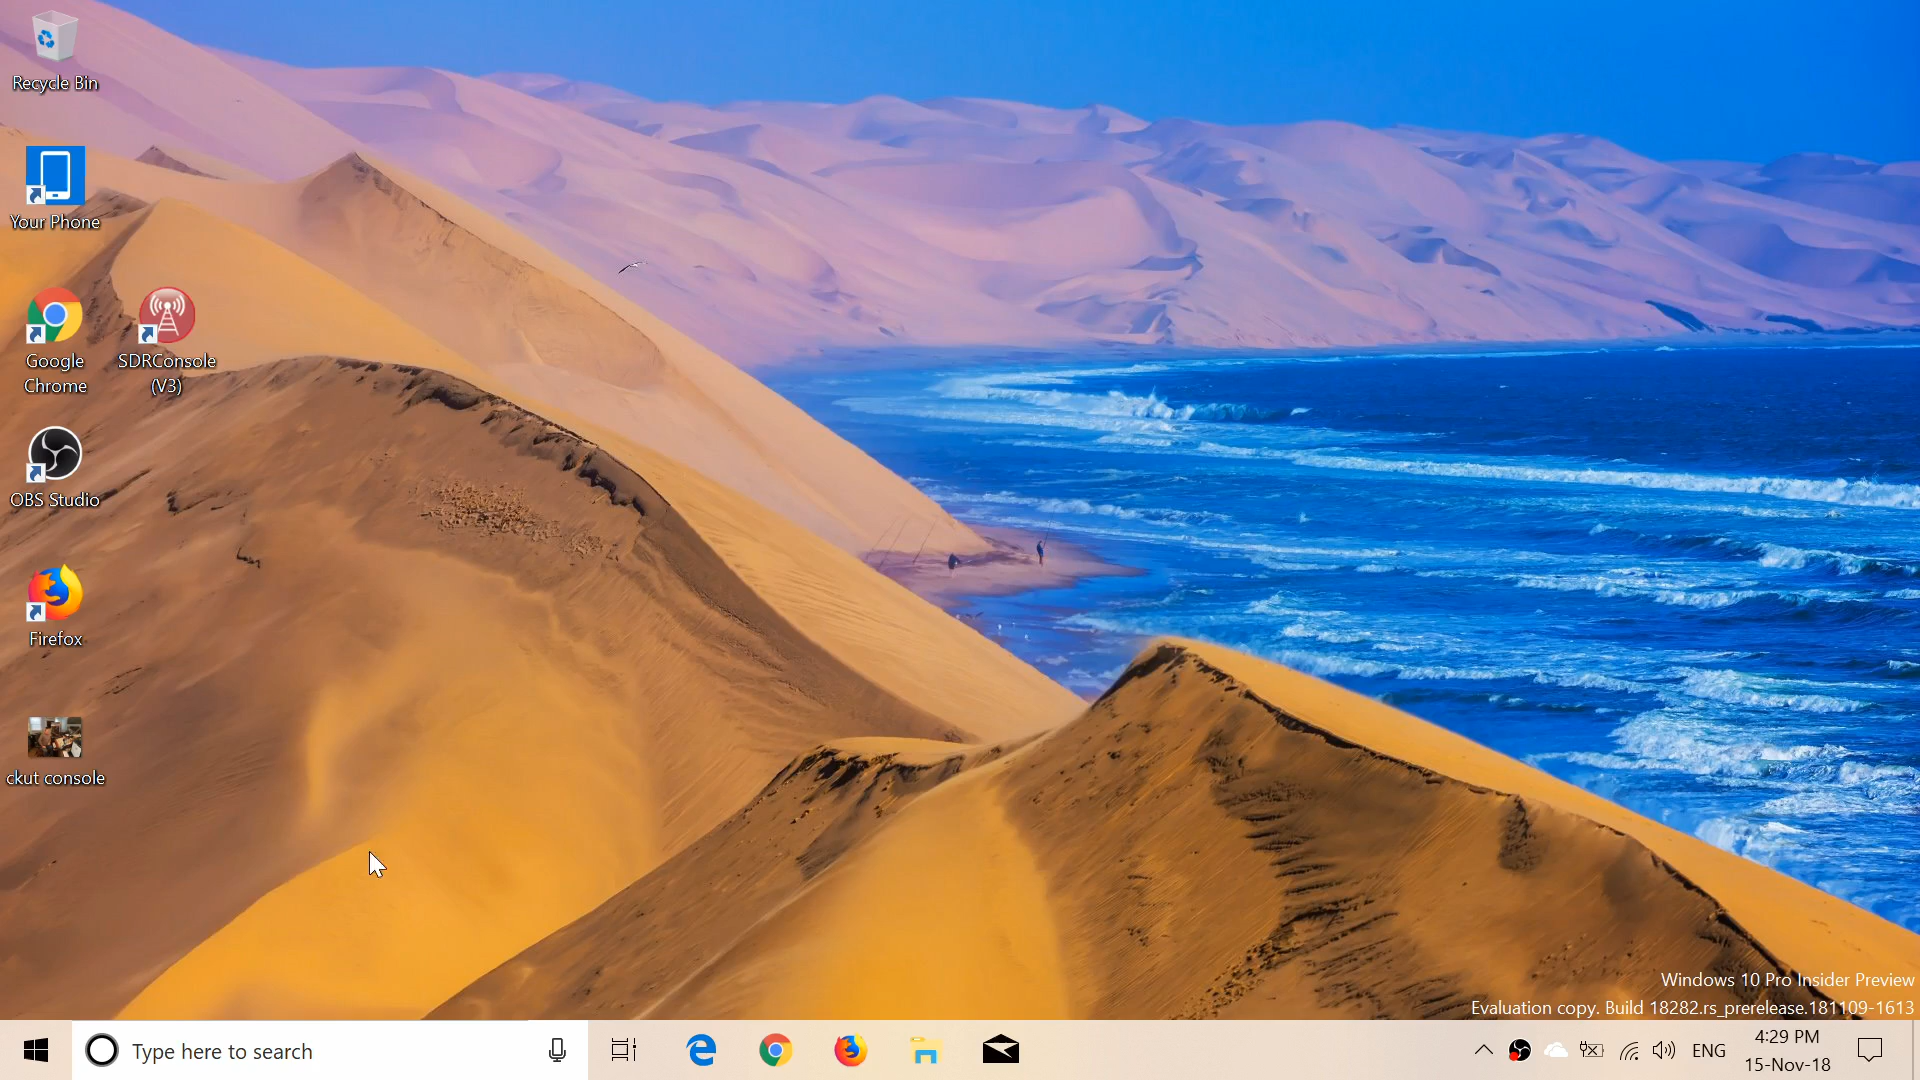 Recycle Bin
Your Phone
Google
Chrome
SDRConsole
(V3)
OBS Studio
Firefox
ckut console
Windows 10 Pro Insider Preview
Evaluation copy. Build 18282.rs_prerelease.181109-1613
Type here to search
ENG
4:29 PM
15-Nov-18